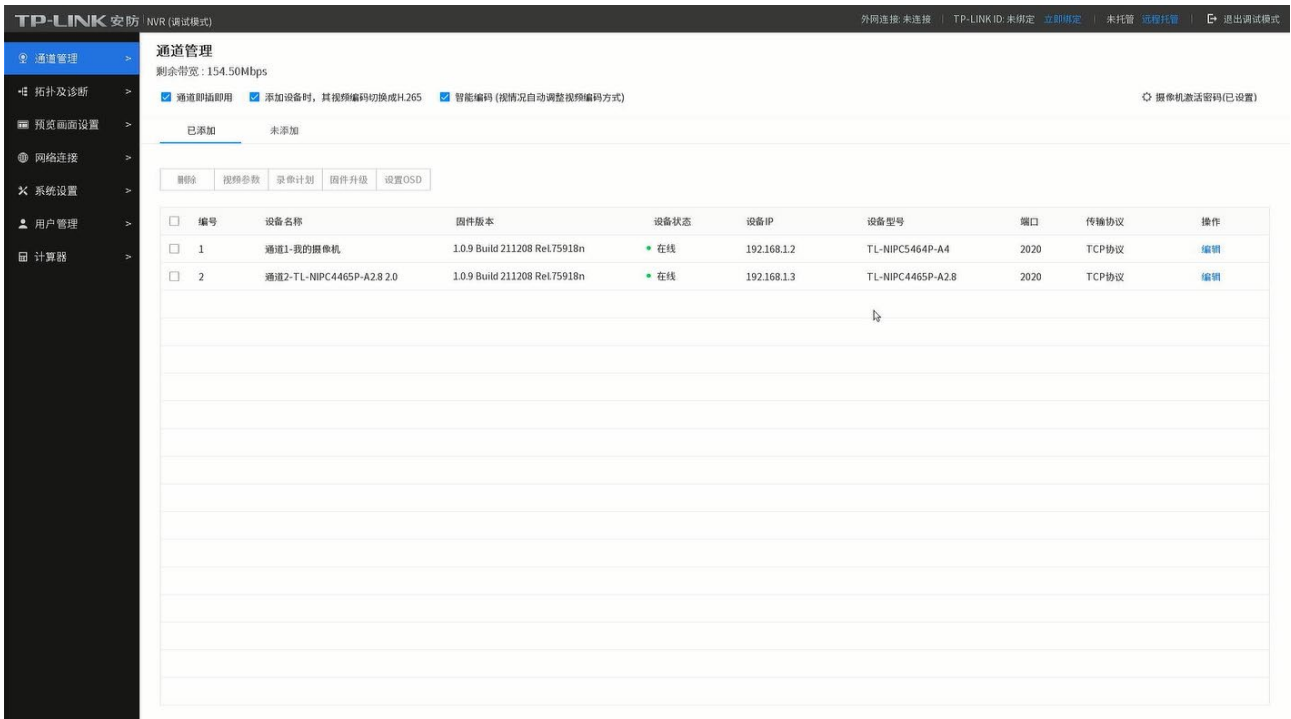 TP-LINK 安防 NVR (调试模式) 外网连接: 未连接 | TP-LINK ID: 未绑定 立即绑定 | 未托管 远程托管 | 退出调试模式
通道管理 >
拓扑及诊断 >
预览画面设置 >
网络连接 >
系统设置 >
用户管理 >
计算器 >
通道管理
剩余带宽 : 154.50Mbps
通道即插即用 添加设备时，其视频编码切换成H.265 智能编码 (视情况自动调整视频编码方式) 摄像机激活密码(已设置)
已添加 未添加
删除 视频参数 录像计划 固件升级 设置OSD
编号 设备名称 固件版本 设备状态 设备IP 设备型号 端口 传输协议 操作
1 通道1-我的摄像机 1.0.9 Build 211208 Rel.75918n 在线 192.168.1.2 TL-NIPC5464P-A4 2020 TCP协议 编辑
2 通道2-TL-NIPC4465P-A2.8 2.0 1.0.9 Build 211208 Rel.75918n 在线 192.168.1.3 TL-NIPC4465P-A2.8 2020 TCP协议 编辑